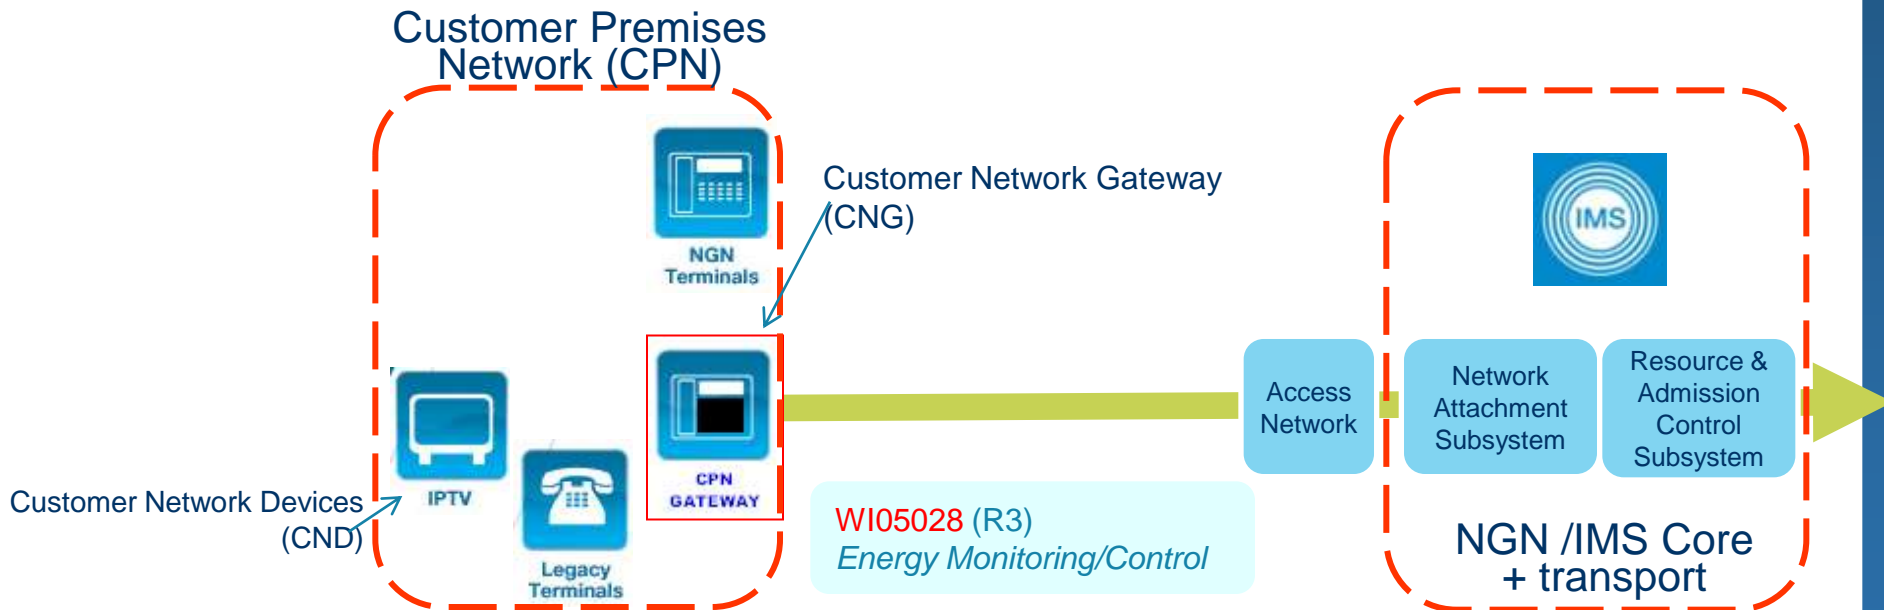 Customer Premises
Network (CPN)
NGN
Terminals
Customer Network Gateway
(CNG)
IMS
IPTV
CPN
GATEWAY
Legacy
Terminals
Customer Network Devices
(CND)
WI05028 (R3)
Energy Monitoring/Control
Access
Network
Network
Attachment
Subsystem
Resource &
Admission
Control
Subsystem
NGN /IMS Core
+ transport